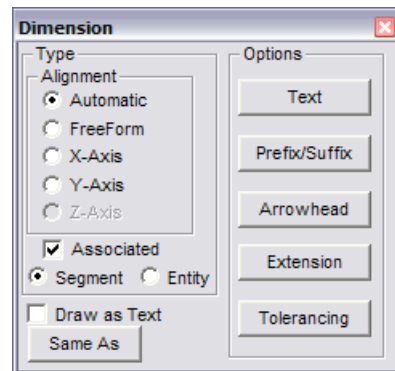 Dimension
Type
Alignment
Automatic
FreeForm
X-Axis
Y-Axis
Z-Axis
Associated
Segment Entity
Draw as Text
Same As
Options
Text
Prefix/Suffix
Arrowhead
Extension
Tolerancing